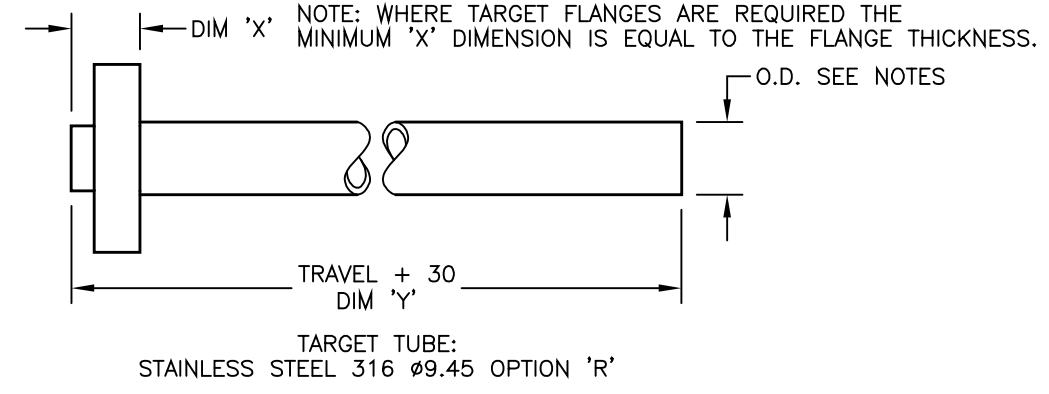 DIM 'X'
NOTE: WHERE TARGET FLANGES ARE REQUIRED THE
MINIMUM 'X' DIMENSION IS EQUAL TO THE FLANGE THICKNESS.
O.D. SEE NOTES
TRAVEL + 30
DIM 'Y'
TARGET TUBE:
STAINLESS STEEL 316 ø9.45 OPTION 'R'